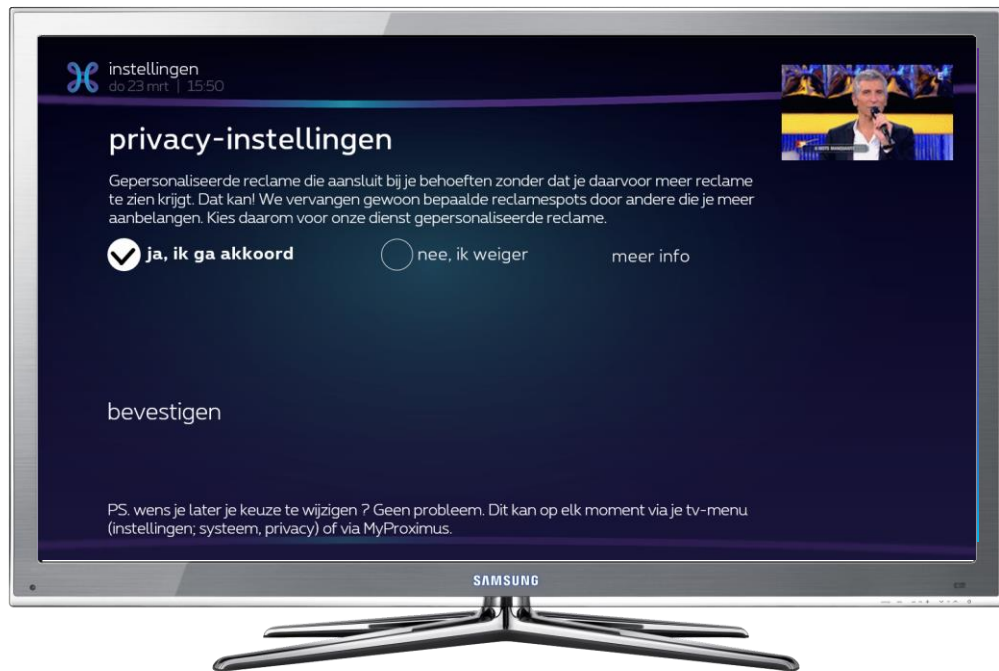 instellingen
do 23 mrt | 15:50
privacy-instellingen
Gepersonaliseerde reclame die aansluit bij je behoeften zonder dat je daarvoor meer reclame
te zien krijgt. Dat kan! We vervangen gewoon bepaalde reclamespots door andere die je meer
aanbelangen. Kies daarom voor onze dienst gepersonaliseerde reclame.
ja, ik ga akkoord nee, ik weiger meer info
bevestigen
PS. wens je later je keuze te wijzigen ? Geen probleem. Dit kan op elk moment via je tv-menu
(instellingen; systeem, privacy) of via MyProximus.
SAMSUNG